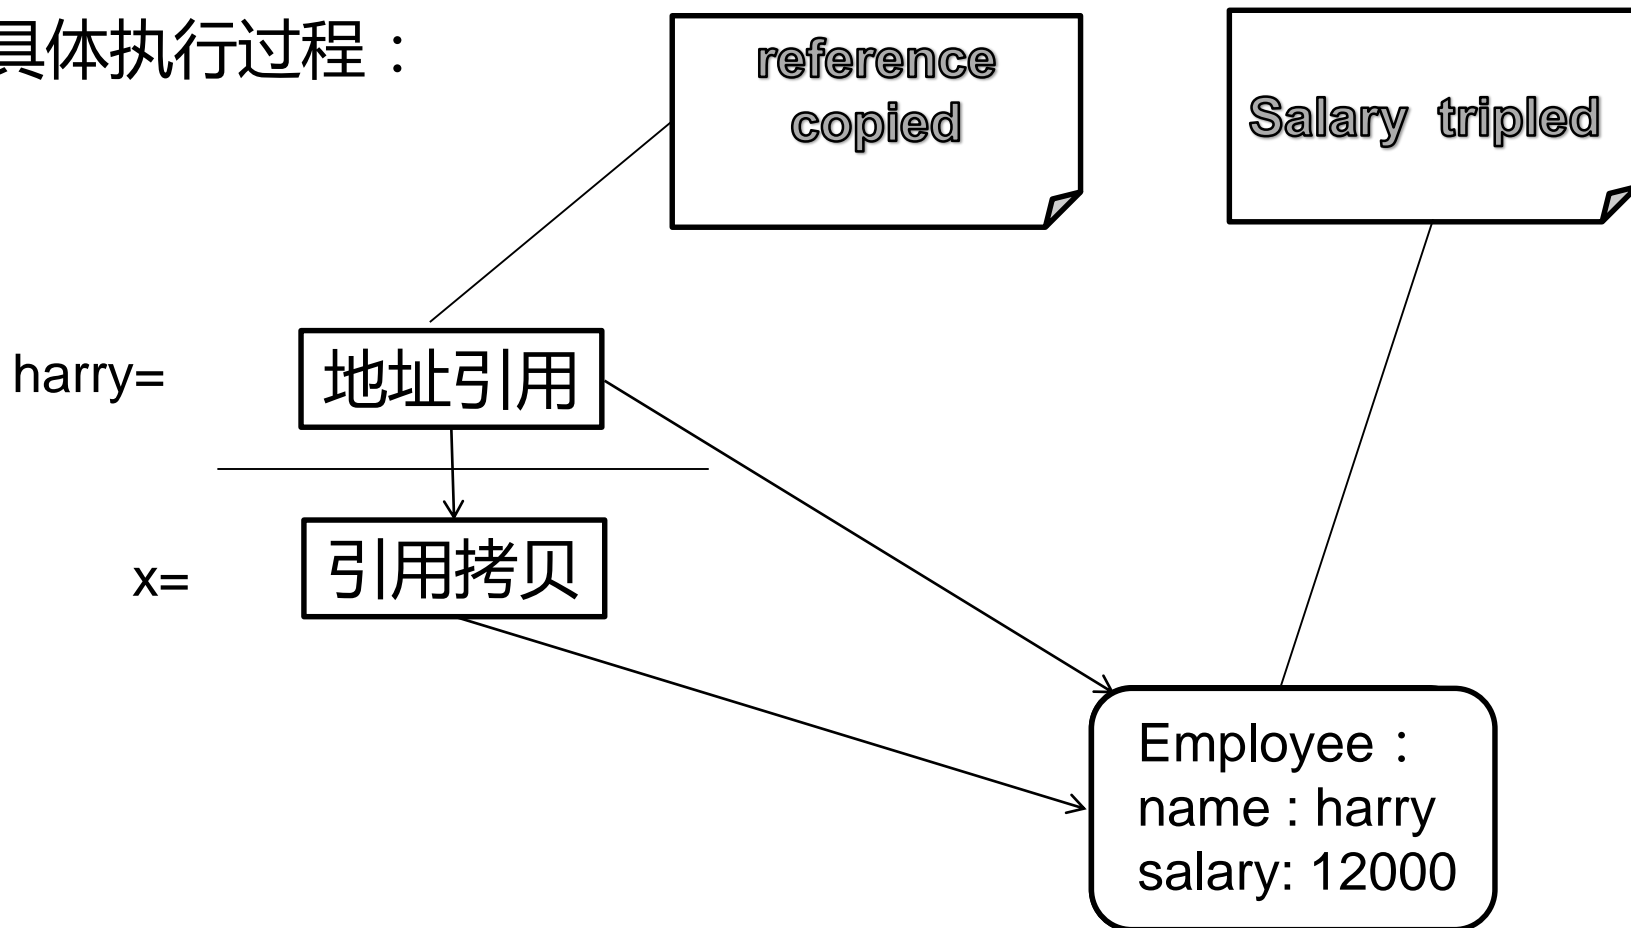 具体执行过程：
reference
copied
Salary tripled
harry=
地址引用
x=
引用拷贝
Employee：
name : harry
salary: 12000